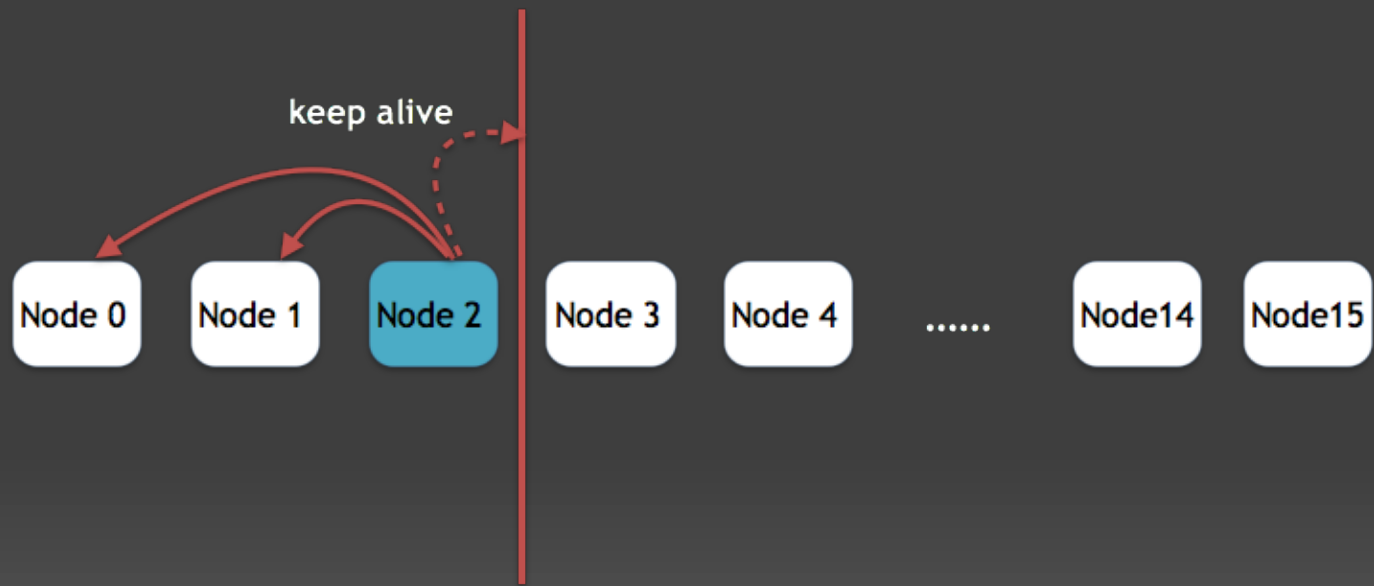 keep alive
Node 0
Node 1
Node 2
Node 3
Node 4
......
Node14
Node15